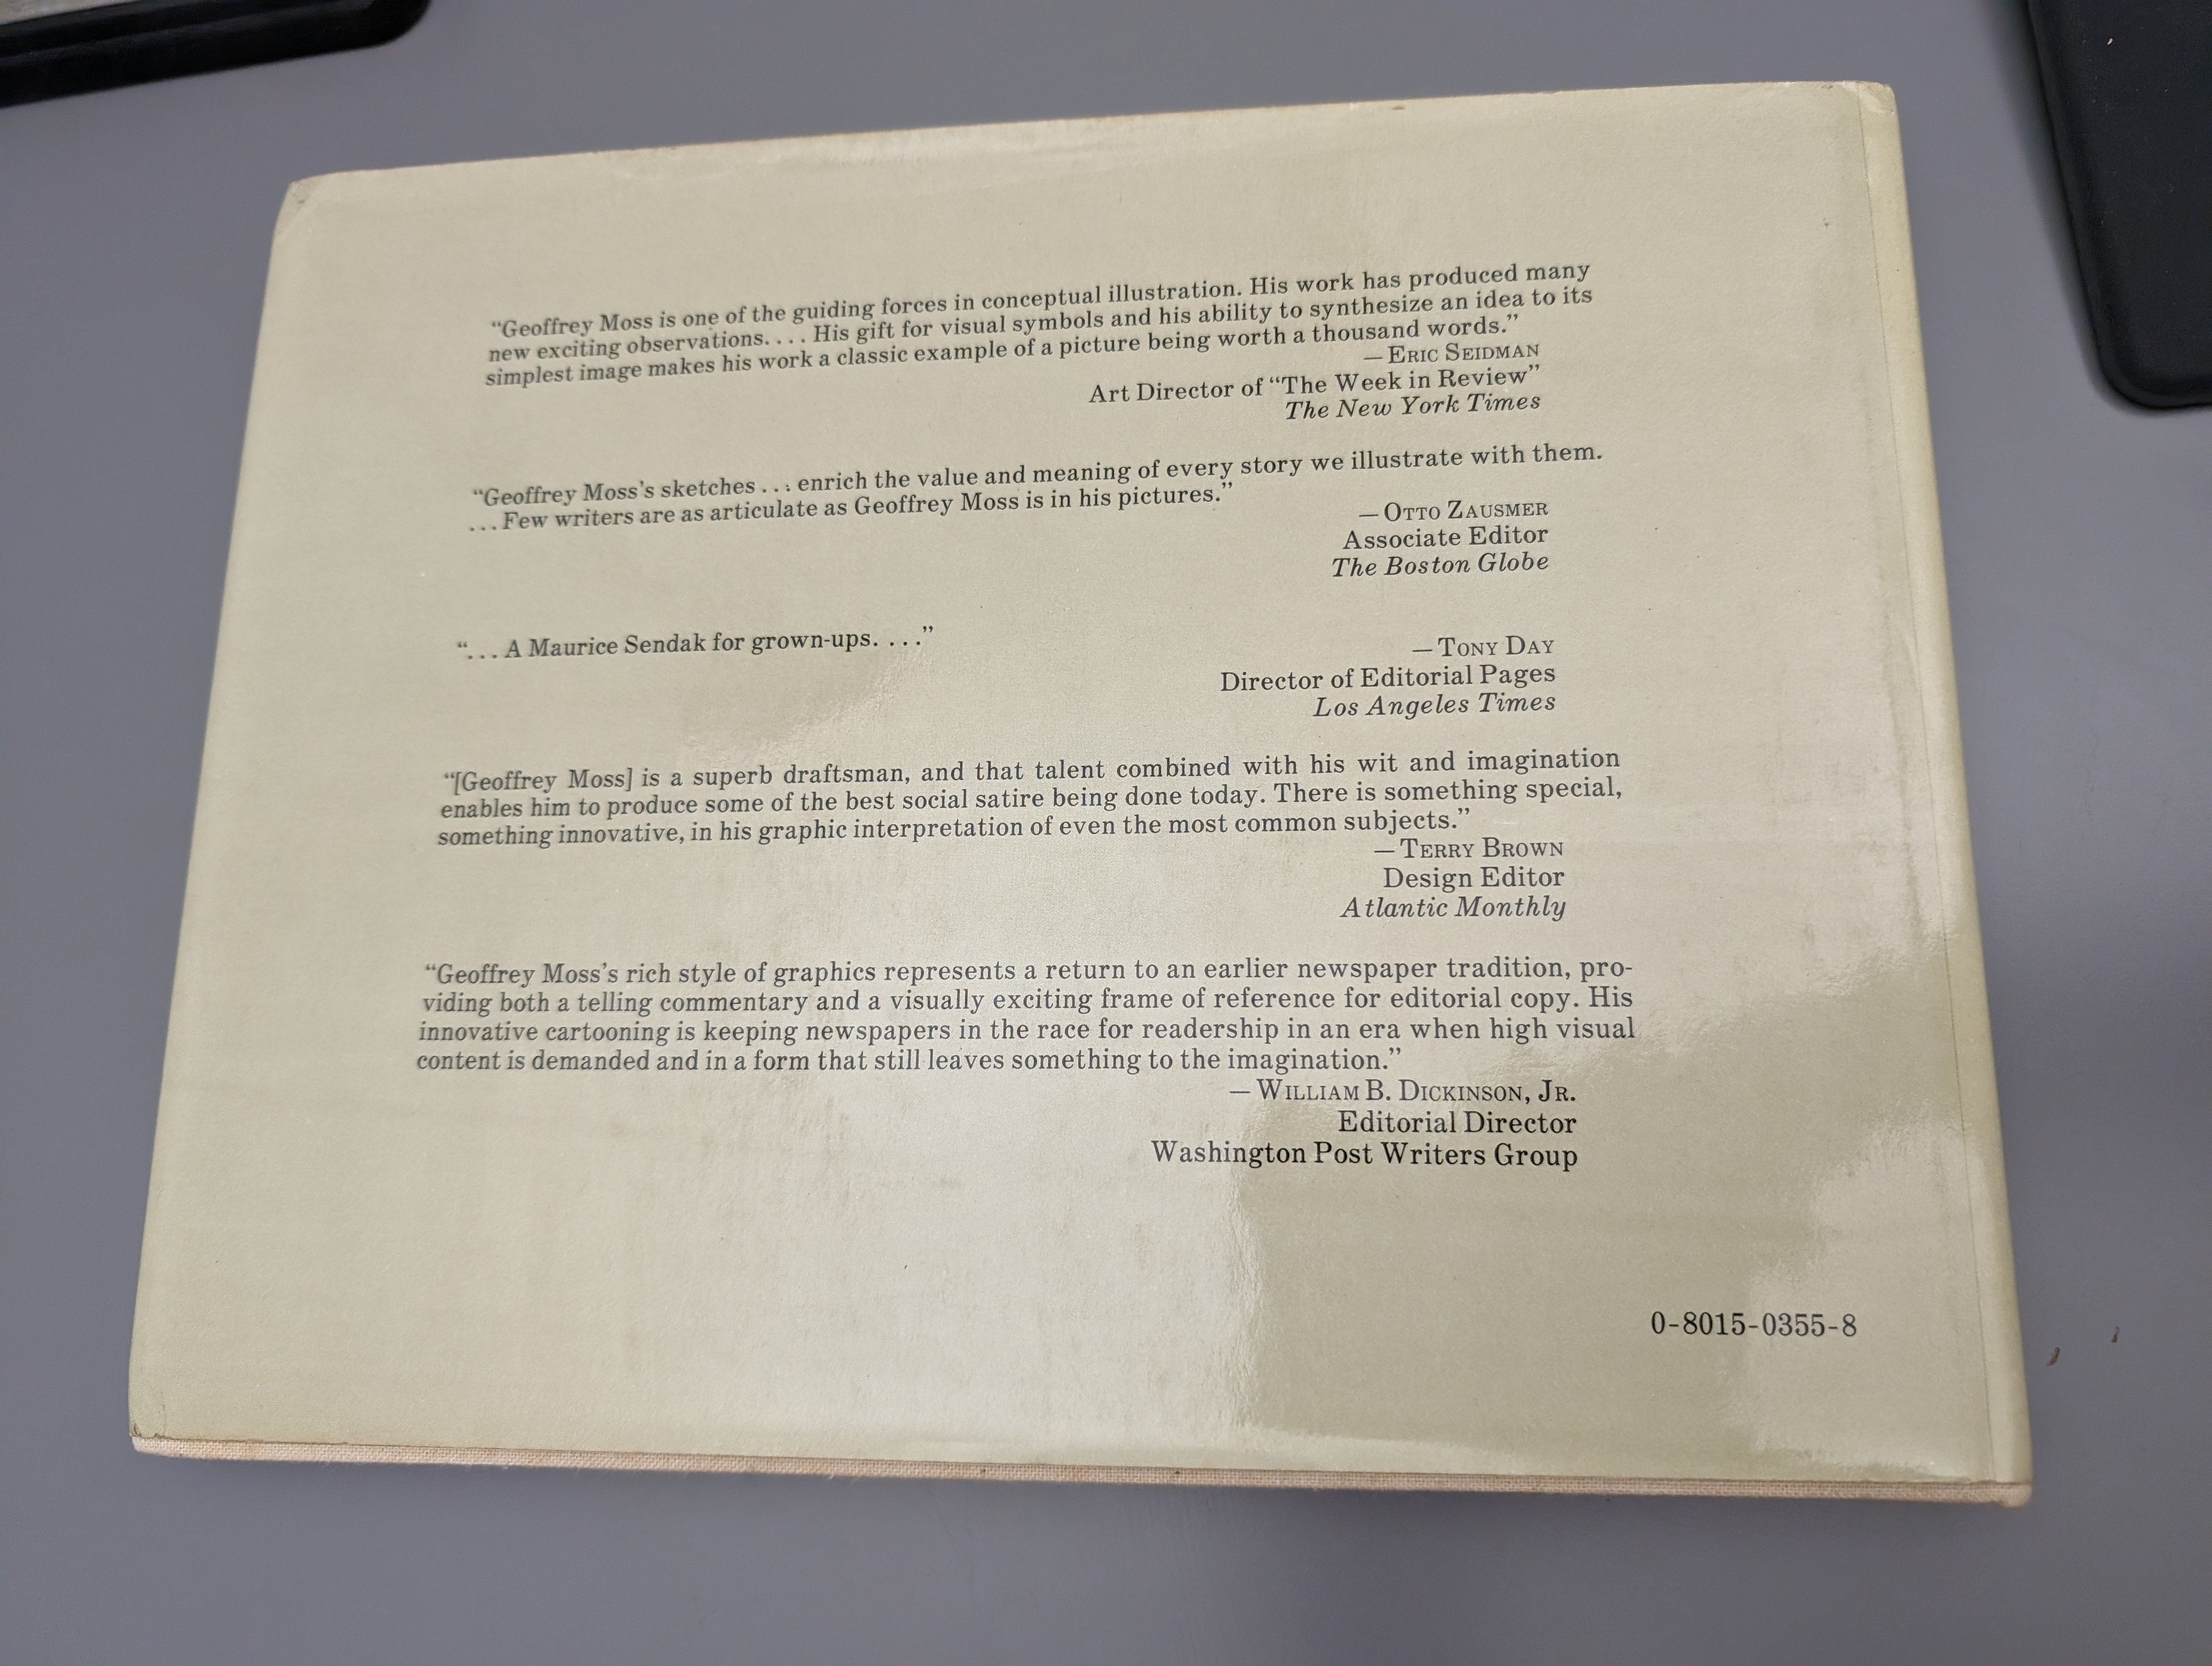 “Geoffrey Moss is one of the guiding forces in conceptual illustration. His work has produced many
new exciting observations. . . . His gift for visual symbols and his ability to synthesize an idea to its
simplest image makes his work a classic example of a picture being worth a thousand words.”
—ERIC SEIDMAN
Art Director of “The Week in Review”
The New York Times
“Geoffrey Moss’s sketches . . . enrich the value and meaning of every story we illustrate with them.
. . . Few writers are as articulate as Geoffrey Moss is in his pictures.”
—OTTO ZAUSMER
Associate Editor
The Boston Globe
“. . . A Maurice Sendak for grown-ups. . . .”
—TONY DAY
Director of Editorial Pages
Los Angeles Times
“[Geoffrey Moss] is a superb draftsman, and that talent combined with his wit and imagination
enables him to produce some of the best social satire being done today. There is something special,
something innovative, in his graphic interpretation of even the most common subjects.”
—TERRY BROWN
Design Editor
Atlantic Monthly
“Geoffrey Moss’s rich style of graphics represents a return to an earlier newspaper tradition, pro-
viding both a telling commentary and a visually exciting frame of reference for editorial copy. His
innovative cartooning is keeping newspapers in the race for readership in an era when high visual
content is demanded and in a form that still leaves something to the imagination.”
—WILLIAM B. DICKINSON, JR.
Editorial Director
Washington Post Writers Group
0-8015-0355-8